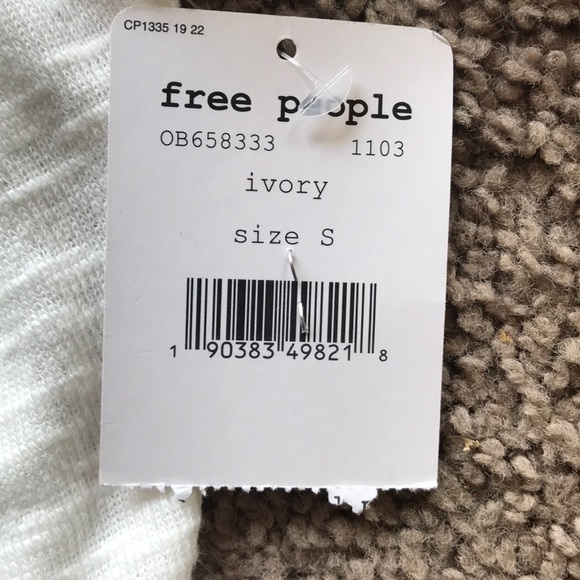 CP1335 19 22
free people
OB658333 1103
ivory
size S
1 90383 49821 8